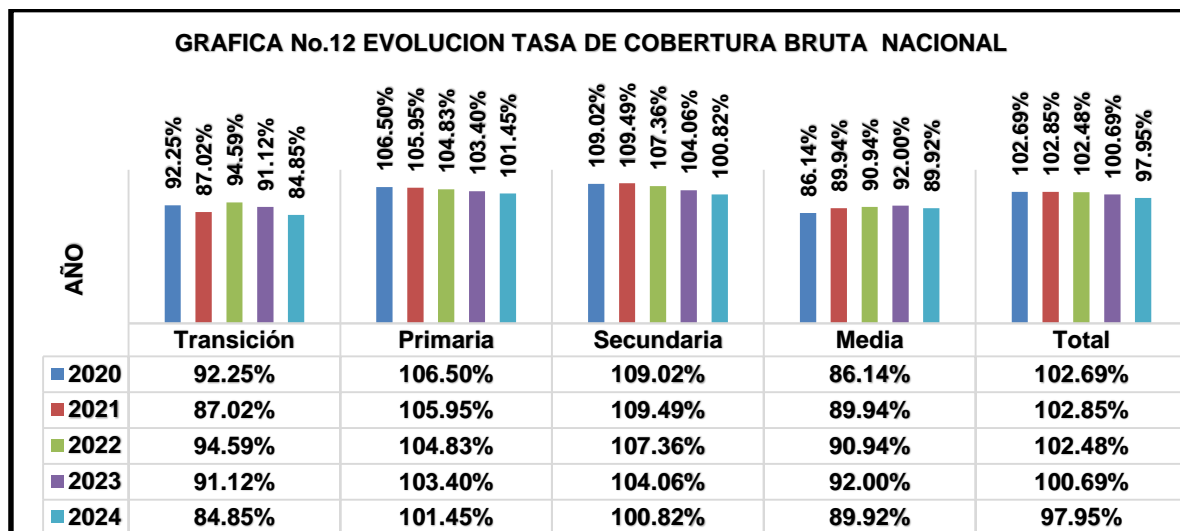 GRAFICA No.12 EVOLUCION TASA DE COBERTURA BRUTA NACIONAL
92.25% 87.02% 94.59% 91.12% 84.85% 106.50% 105.95% 104.83% 103.40% 101.45% 109.02% 109.49% 107.36% 104.06% 100.82% 86.14% 89.94% 90.94% 92.00% 89.92% 102.69% 102.85% 102.48% 100.69% 97.95%
AÑO
Transición Primaria Secundaria Media Total
2020 92.25% 106.50% 109.02% 86.14% 102.69%
2021 87.02% 105.95% 109.49% 89.94% 102.85%
2022 94.59% 104.83% 107.36% 90.94% 102.48%
2023 91.12% 103.40% 104.06% 92.00% 100.69%
2024 84.85% 101.45% 100.82% 89.92% 97.95%